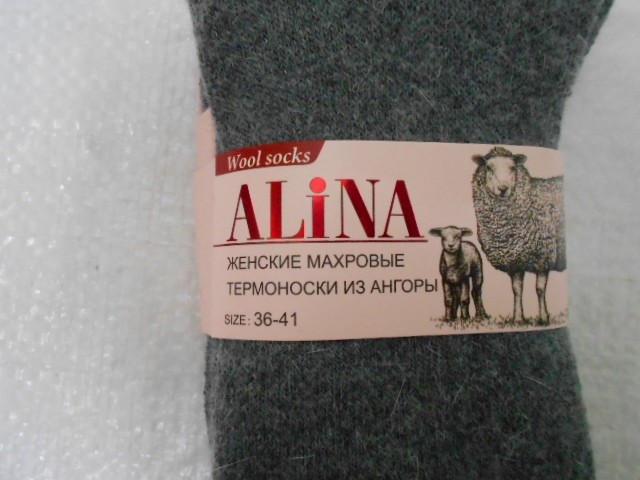 Wool socks
ALiNA
ЖЕНСКИЕ МАХРОВЫЕ
ТЕРМОНОСКИ ИЗ АНГОРЫ
SIZE: 36-41